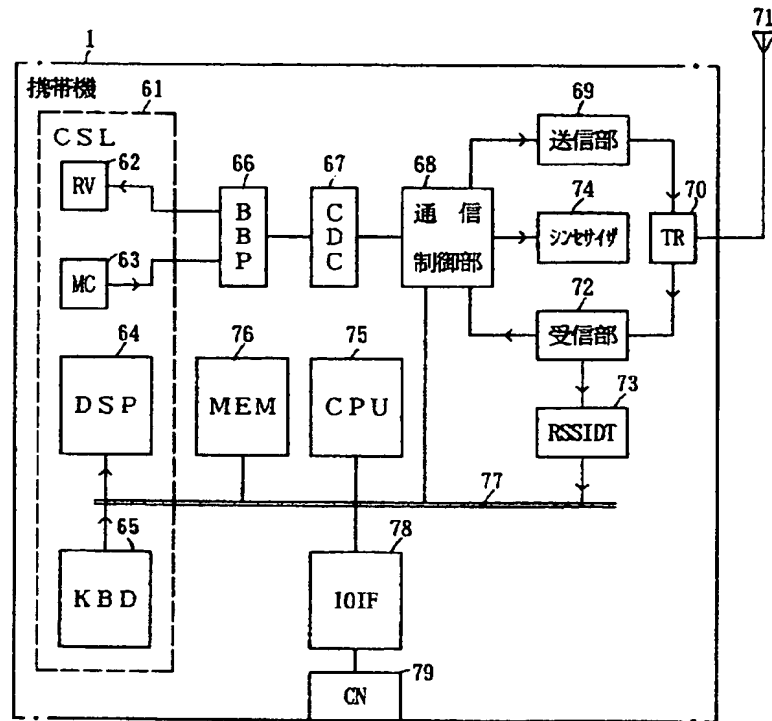 1
71
携帯機
61
69
CSL
送信部
62
66
67
68
70
RV
BBP
CDC
通信
制御部
74
シンセサイザ
TR
63
MC
72
受信部
64
76
75
73
DSP
MEM
CPU
RSSIDT
77
65
78
KBD
IOIF
79
CN